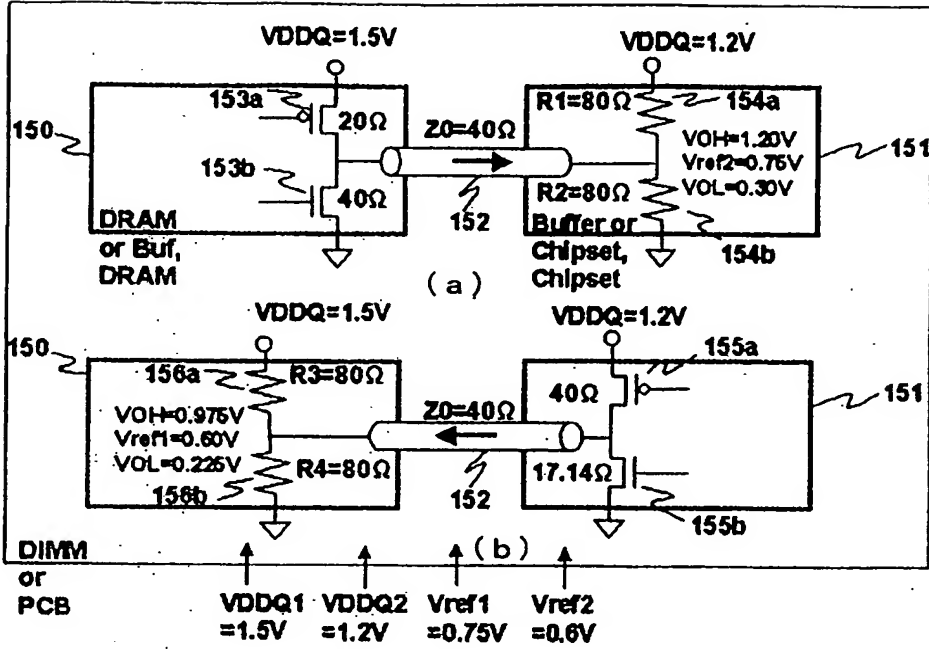 VDDQ=1.5V
VDDQ=1.2V
153a
20Ω
Z0=40Ω
R1=80Ω
154a
150
VOH=1.20V
Vref2=0.75V
VOL=0.30V
151
153b
40Ω
152
R2=80Ω
154b
DRAM
or Buf,
DRAM
Buffer or
Chipset,
Chipset
(a)
VDDQ=1.5V
VDDQ=1.2V
150
156a
R3=80Ω
155a
40Ω
151
VOH=0.975V
Vref1=0.60V
VOL=0.225V
Z0=40Ω
156b
R4=80Ω
152
17.14Ω
155b
(b)
DIMM
or
PCB
VDDQ1
=1.5V
VDDQ2
=1.2V
Vref1
=0.75V
Vref2
=0.6V